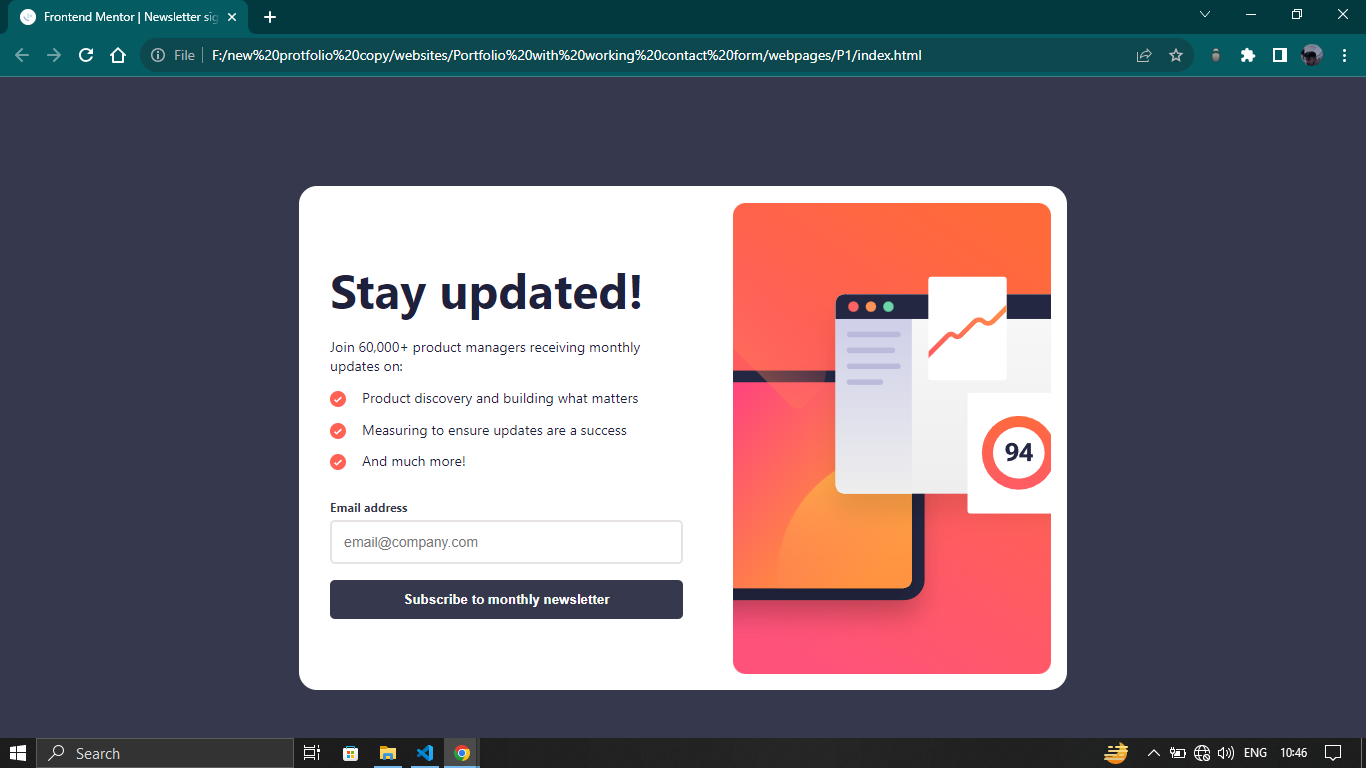 Frontend Mentor | Newsletter sig
File
F:/new%20protfolio%20copy/websites/Portfolio%20with%20working%20contact%20form/webpages/P1/index.html
Stay updated!
Join 60,000+ product managers receiving monthly
updates on:
Product discovery and building what matters
Measuring to ensure updates are a success
And much more!
Email address
email@company.com
Subscribe to monthly newsletter
94
Search
ENG
10:46